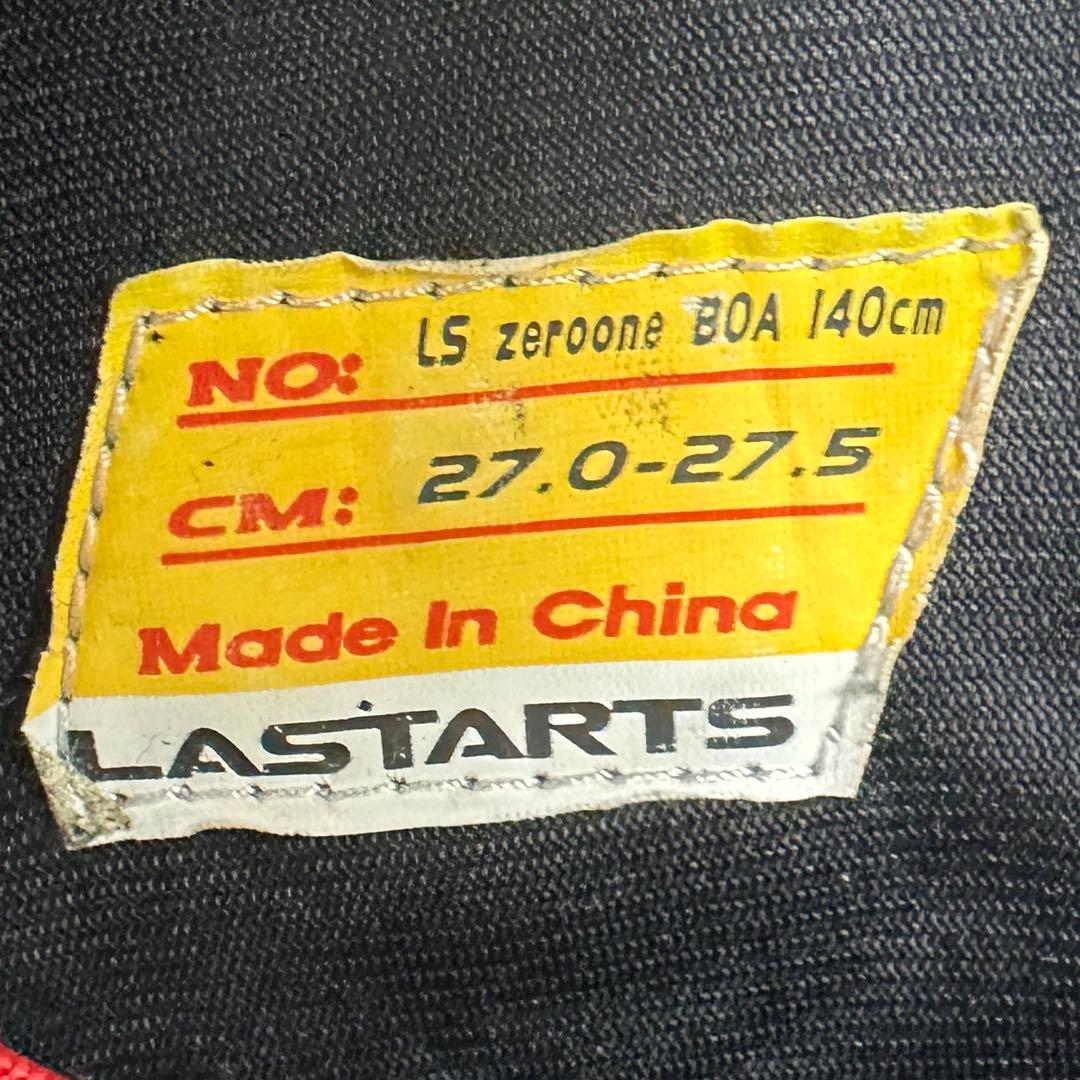 NO: LS zeroone BOA 140cm
CM: 27.0-27.5
Made In China
LASTARTS